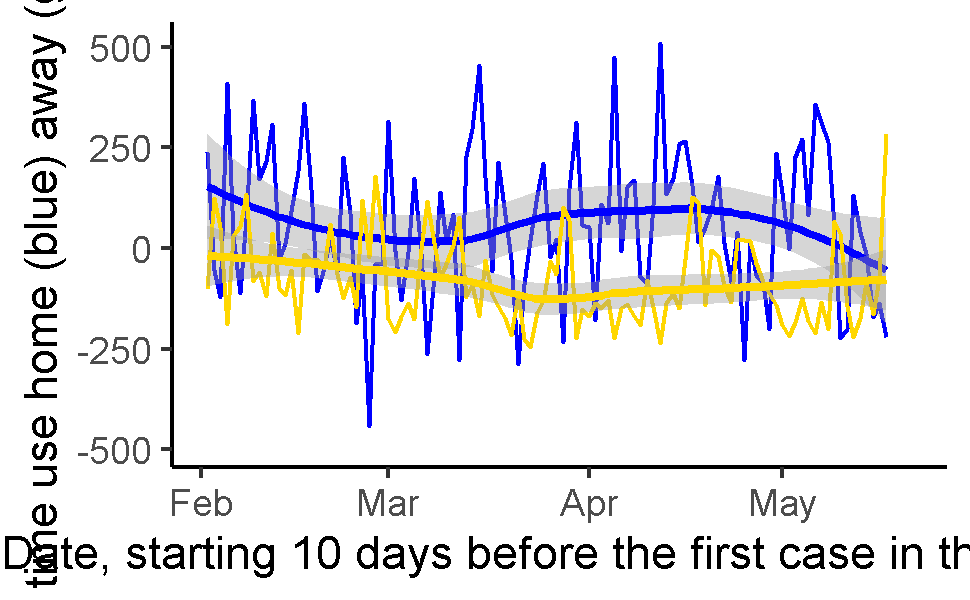 time use home (blue) away (
500
250
0
-250
-500
Feb Mar Apr May
Date, starting 10 days before the first case in